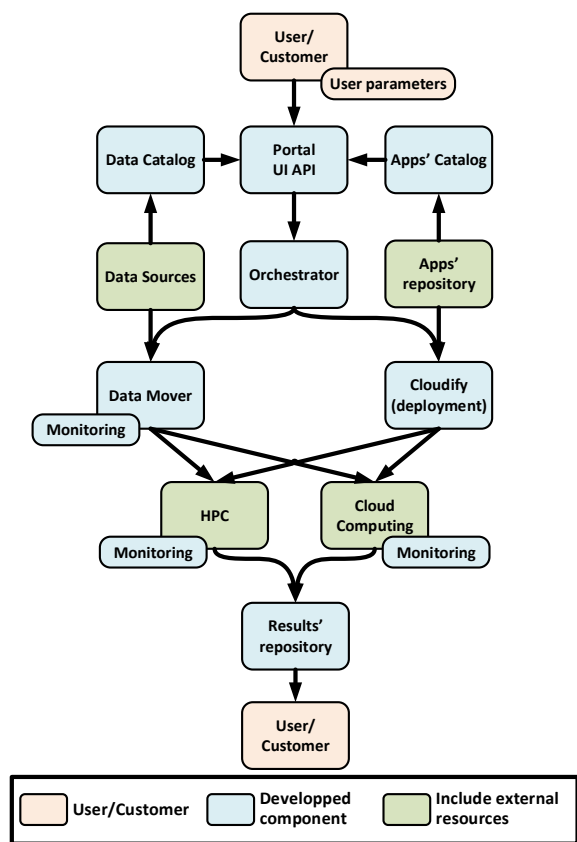 User/
Customer
User parameters
Data Catalog
Portal
UI API
Apps' Catalog
Data Sources
Orchestrator
Apps'
repository
Data Mover
Monitoring
Cloudify
(deployment)
HPC
Monitoring
Cloud
Computing
Monitoring
Results'
repository
User/
Customer
User/Customer
Developped
component
Include external
resources